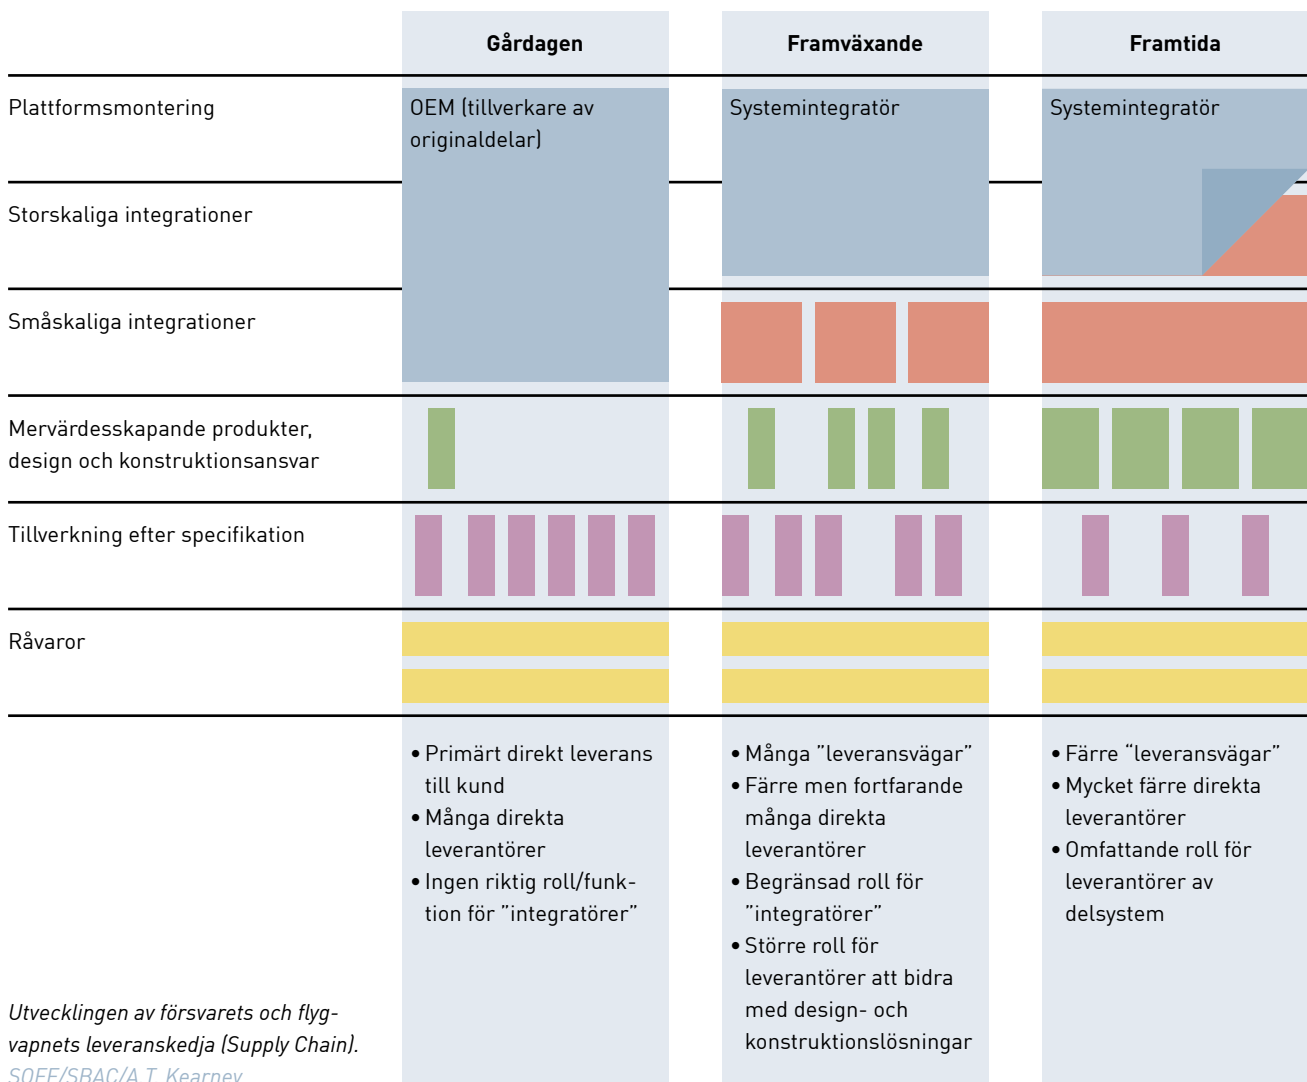 Gårdagen
Framväxande
Framtida
Plattformsmontering
OEM (tillverkare av
originaldelar)
Systemintegratör
Systemintegratör
Storskaliga integrationer
Småskaliga integrationer
Mervärdesskapande produkter,
design och konstruktionsansvar
Tillverkning efter specifikation
Råvaror
• Primärt direkt leverans
till kund
• Många direkta
leverantörer
• Ingen riktig roll/funk-
tion för ”integratörer”
• Många ”leveransvägar”
• Färre men fortfarande
många direkta
leverantörer
• Begränsad roll för
”integratörer”
• Större roll för
leverantörer att bidra
med design- och
konstruktionslösningar
• Färre “leveransvägar”
• Mycket färre direkta
leverantörer
• Omfattande roll för
leverantörer av
delsystem
Utvecklingen av försvarets och flyg-
vapnets leveranskedja (Supply Chain).
SOFF/SBAC/A.T. Kearney